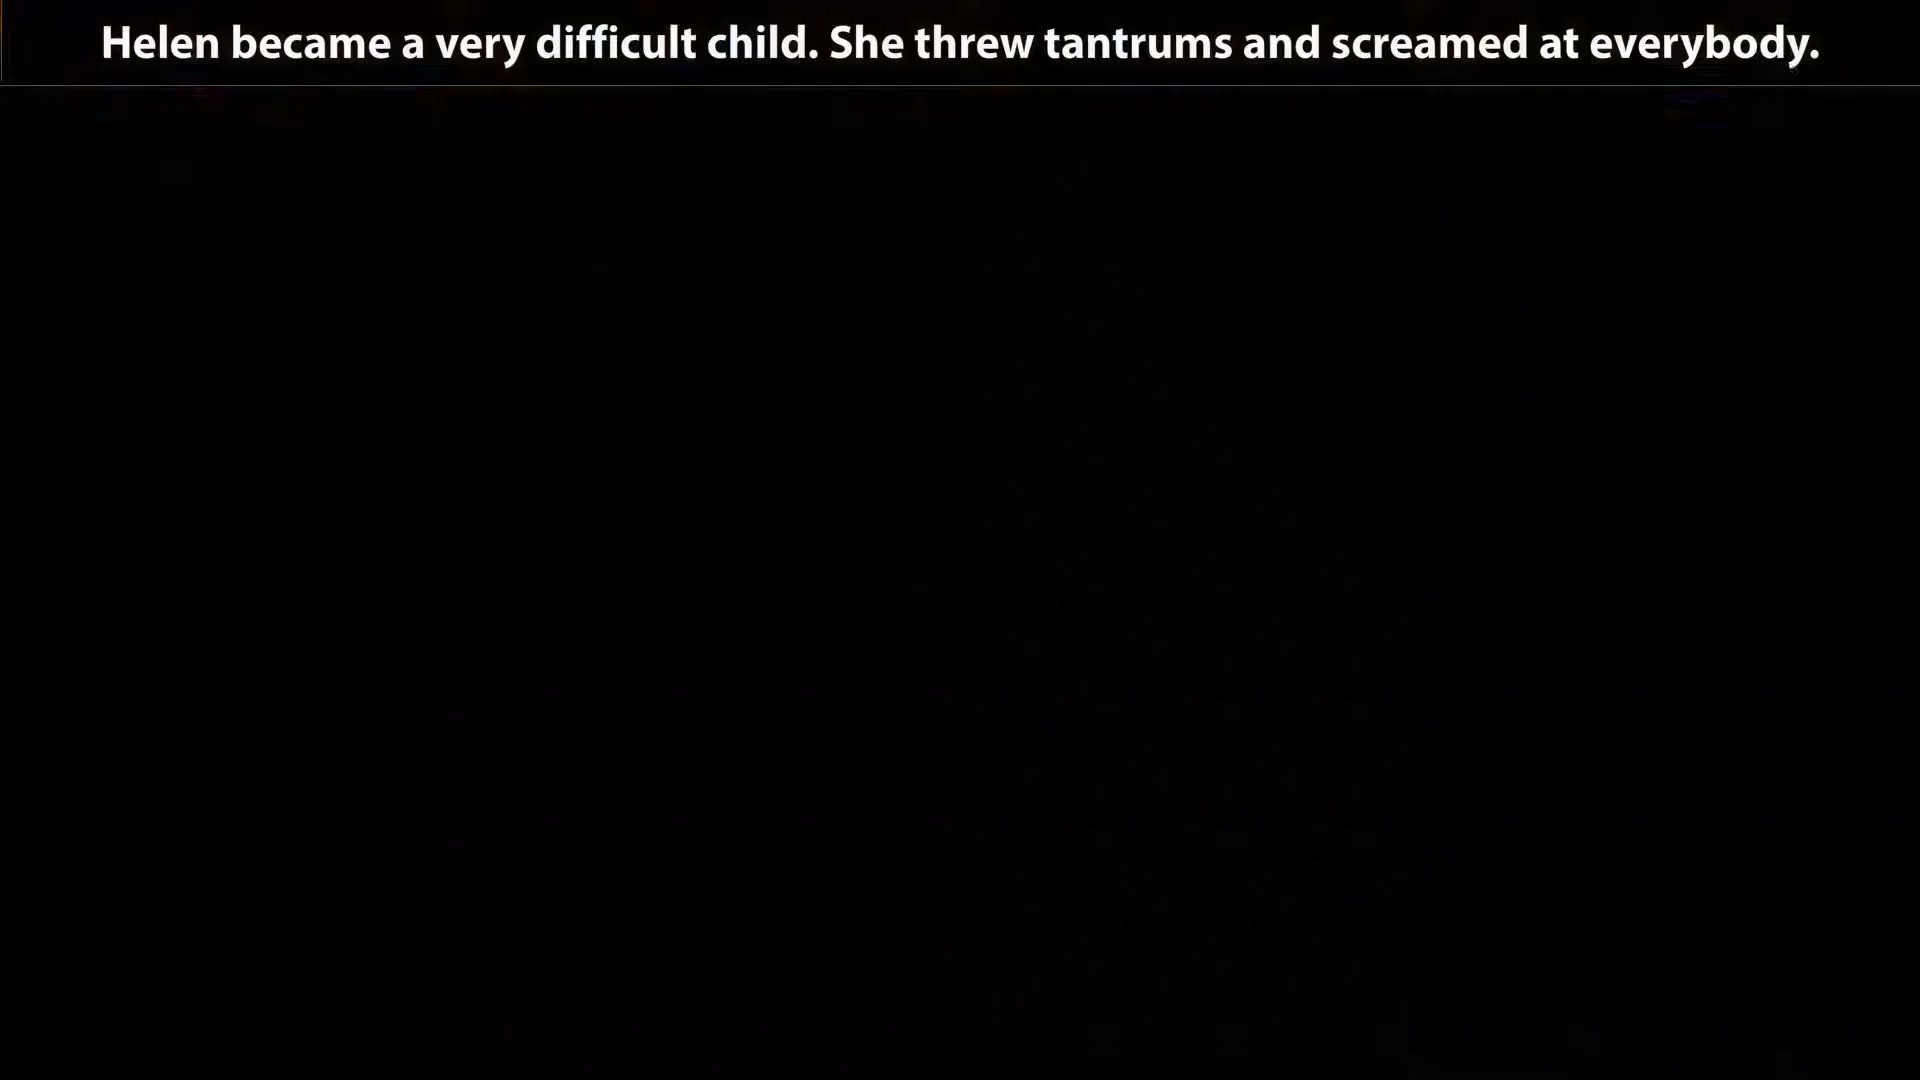 Helen became a very difficult child. She threw tantrums and screamed at everybody.